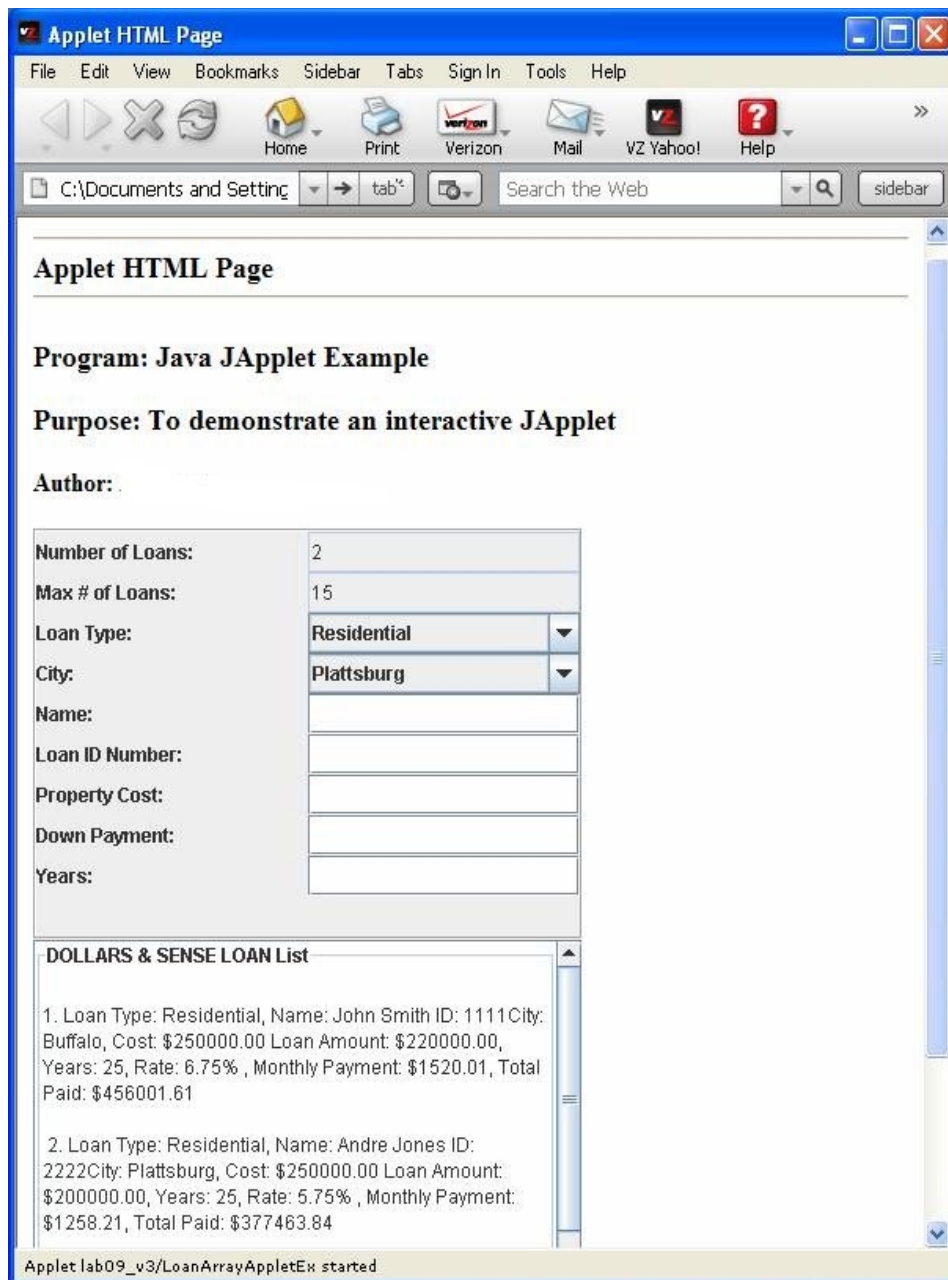 Applet HTML Page
File Edit View Bookmarks Sidebar Tabs Sign In Tools Help
verizon
Home Print Verizon Mail VZ Yahoo! Help
C:\Documents and Setting tab Search the Web sidebar
Applet HTML Page
Program: Java JApplet Example
Purpose: To demonstrate an interactive JApplet
Author:
Number of Loans: 2
Max # of Loans: 15
Loan Type: Residential
City: Plattsburg
Name:
Loan ID Number:
Property Cost:
Down Payment:
Years:
DOLLARS & SENSE LOAN List
1. Loan Type: Residential, Name: John Smith ID: 1111City:
Buffalo, Cost: $250000.00 Loan Amount: $220000.00,
Years: 25, Rate: 6.75% , Monthly Payment: $1520.01, Total
Paid: $456001.61
2. Loan Type: Residential, Name: Andre Jones ID:
2222City: Plattsburg, Cost: $250000.00 Loan Amount:
$200000.00, Years: 25, Rate: 5.75% , Monthly Payment:
$1258.21, Total Paid: $377463.84
Applet lab09_v3/LoanArrayAppletEx started